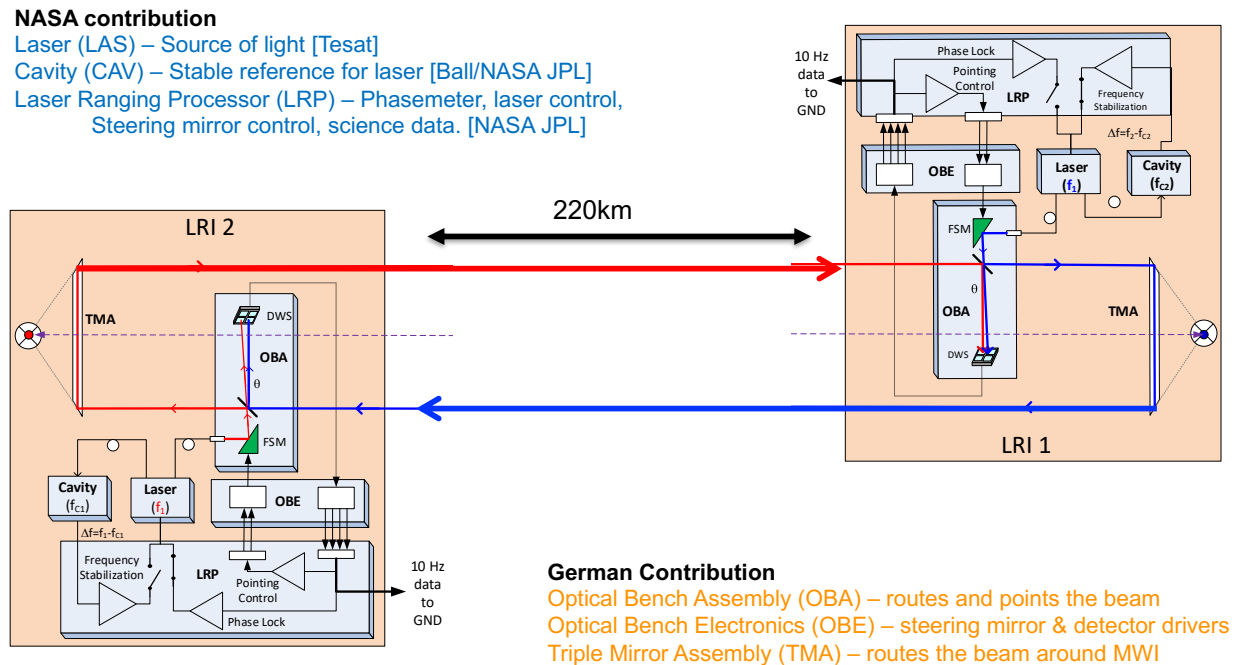 NASA contribution
Laser (LAS) – Source of light [Tesat]
Cavity (CAV) – Stable reference for laser [Ball/NASA JPL]
Laser Ranging Processor (LRP) – Phasemeter, laser control,
Steering mirror control, science data. [NASA JPL]
10 Hz
data
to
GND
Phase Lock
Pointing
Control
LRP
Frequency
Stabilization
Δf=f2-fC2
OBE
Laser
(f1)
Cavity
(fC2)
FSM
θ
OBA
DWS
TMA
LRI 1
220km
LRI 2
TMA
DWS
OBA
θ
FSM
Cavity
(fC1)
Laser
(f1)
OBE
Δf=f1-fC1
Frequency
Stabilization
LRP
Pointing
Control
Phase Lock
10 Hz
data
to
GND
German Contribution
Optical Bench Assembly (OBA) – routes and points the beam
Optical Bench Electronics (OBE) – steering mirror & detector drivers
Triple Mirror Assembly (TMA) – routes the beam around MWI